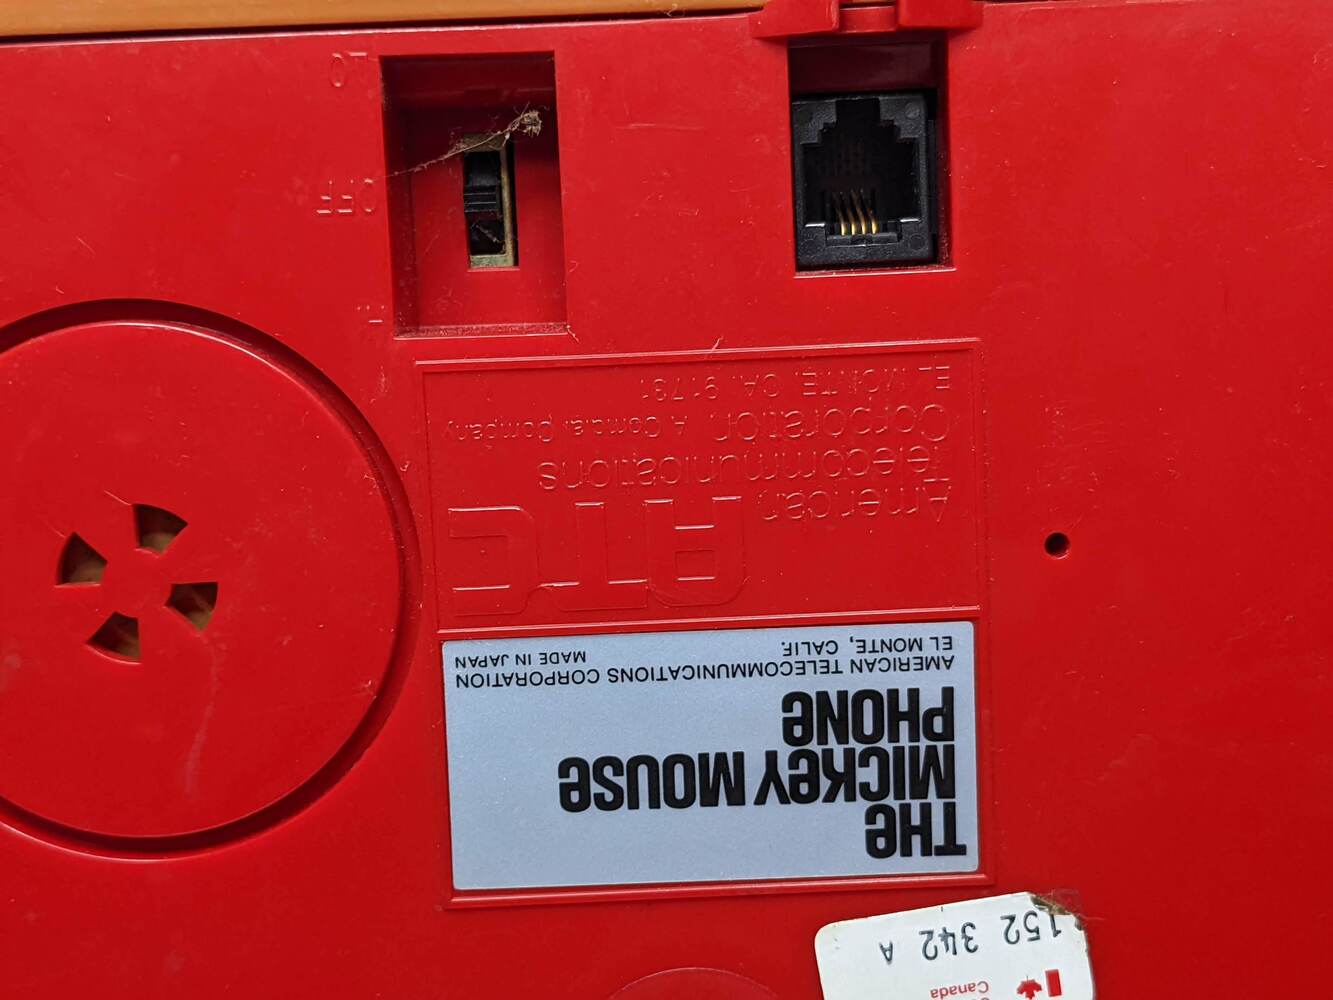 152 342 A
Canada
THE
MICKEY MOUSE
PHONE
AMERICAN TELECOMMUNICATIONS CORPORATION
EL MONTE, CALIF. MADE IN JAPAN
ATC
American
Telecommunications
Corporation, A Comdial Company
EL MONTE, CA. 91731
OFF
LO